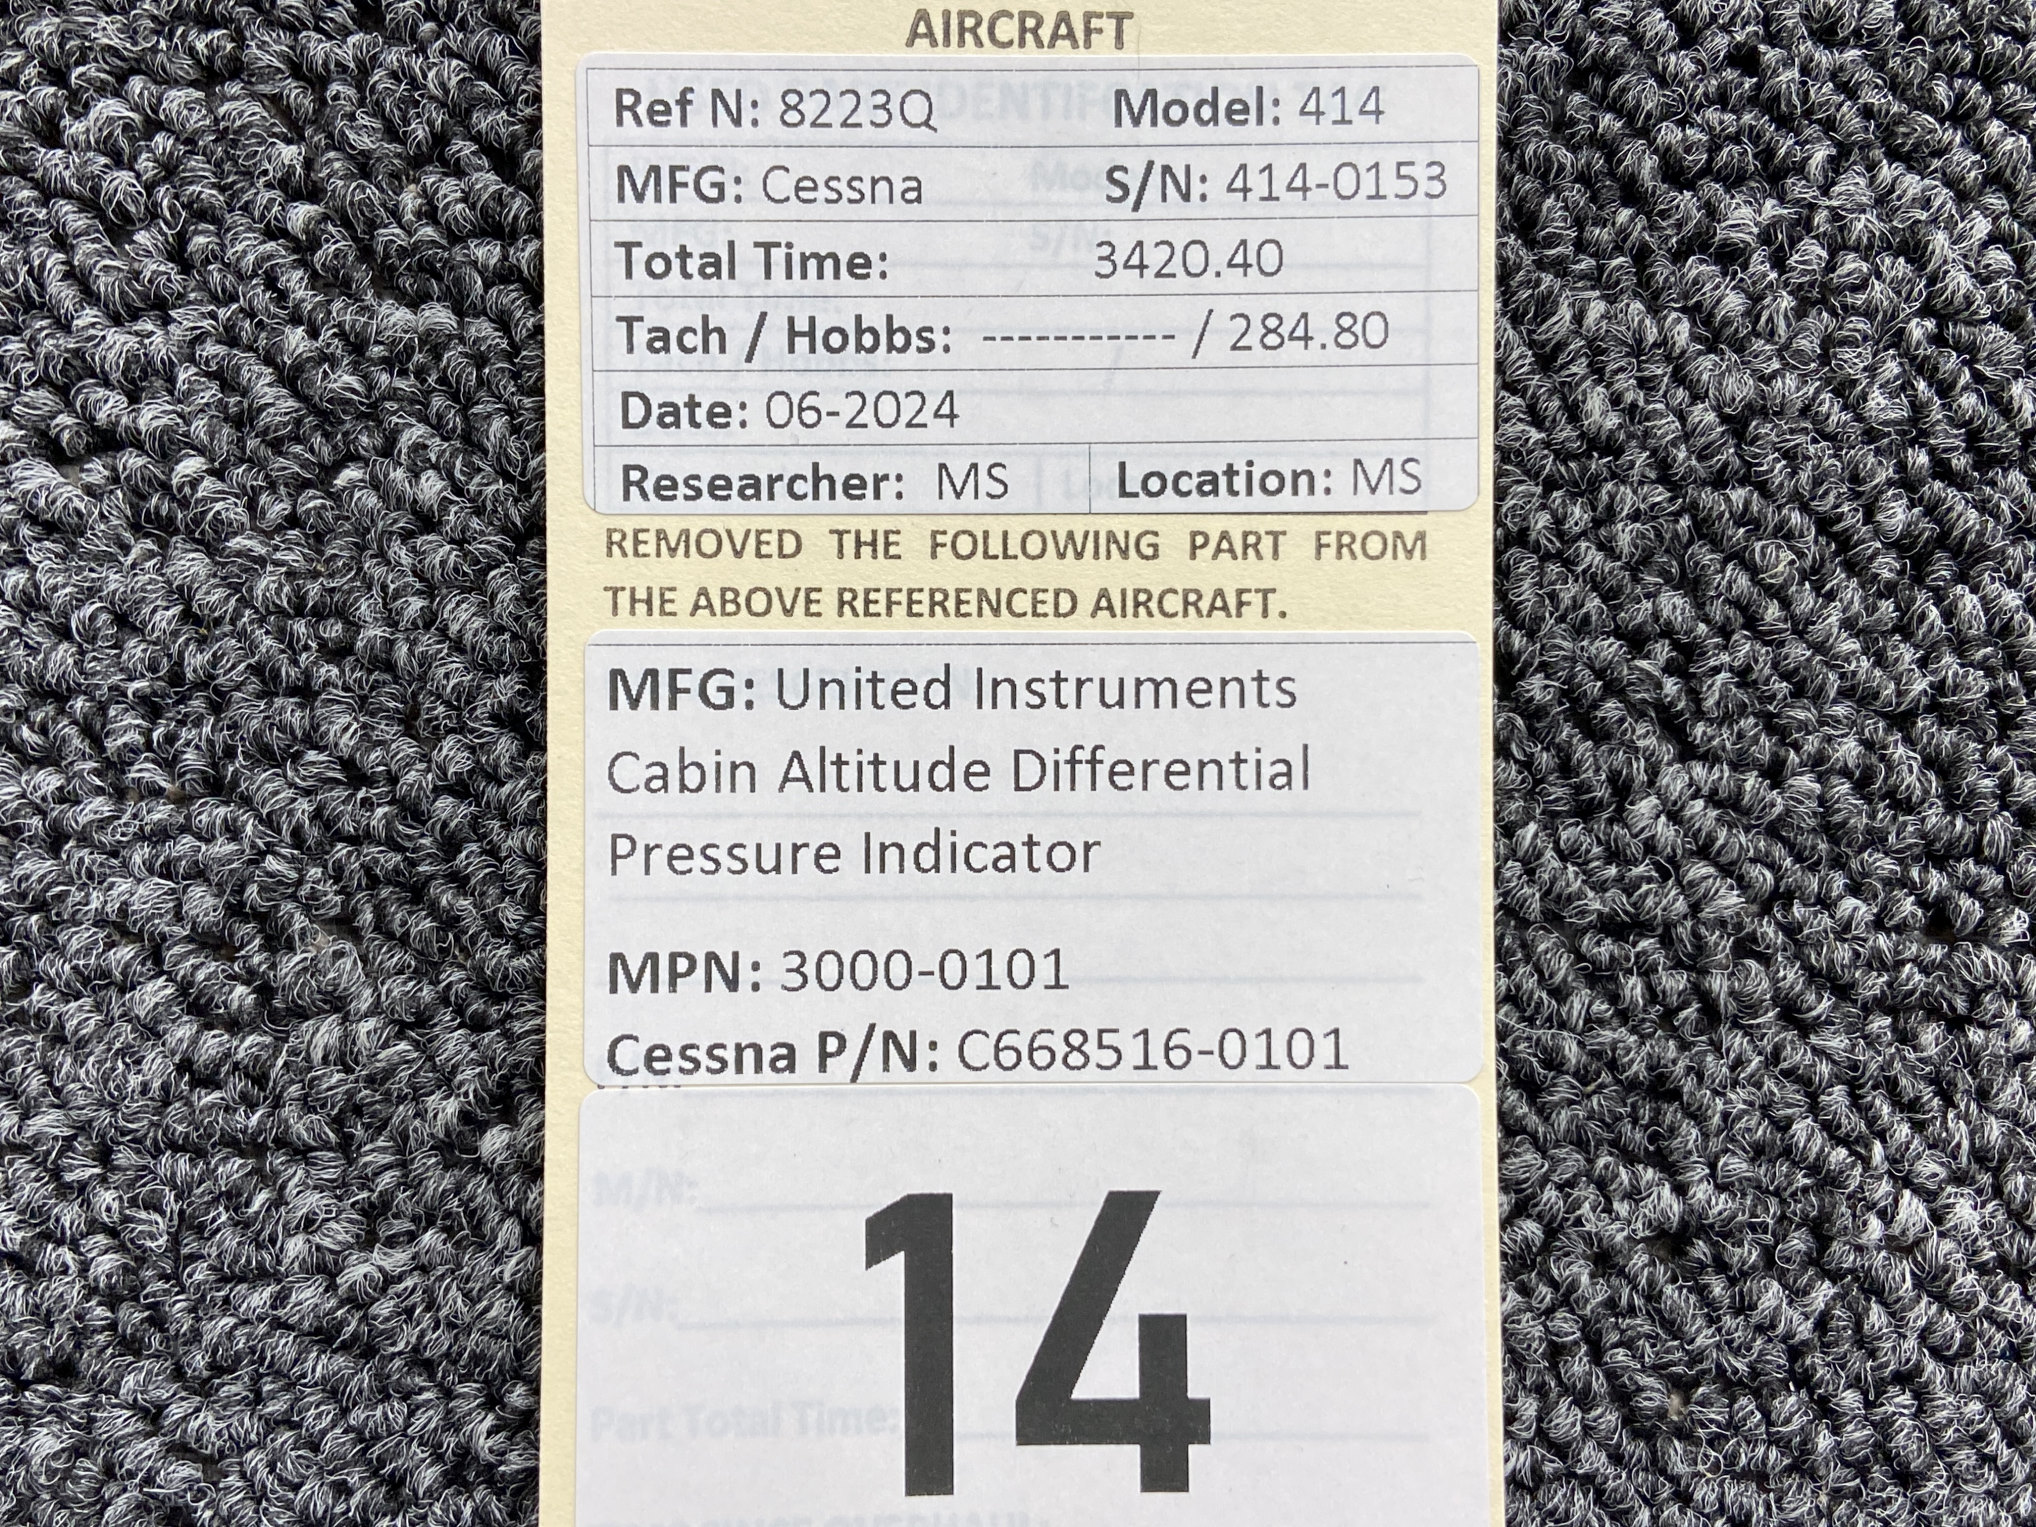 AIRCRAFT
Ref N: 8223Q Model: 414
MFG: Cessna S/N: 414-0153
Total Time: 3420.40
Tach / Hobbs: ----------- / 284.80
Date: 06-2024
Researcher: MS Location: MS
REMOVED THE FOLLOWING PART FROM
THE ABOVE REFERENCED AIRCRAFT.
MFG: United Instruments
Cabin Altitude Differential
Pressure Indicator
MPN: 3000-0101
Cessna P/N: C668516-0101
M/N:
S/N:
14
Part Total Time: